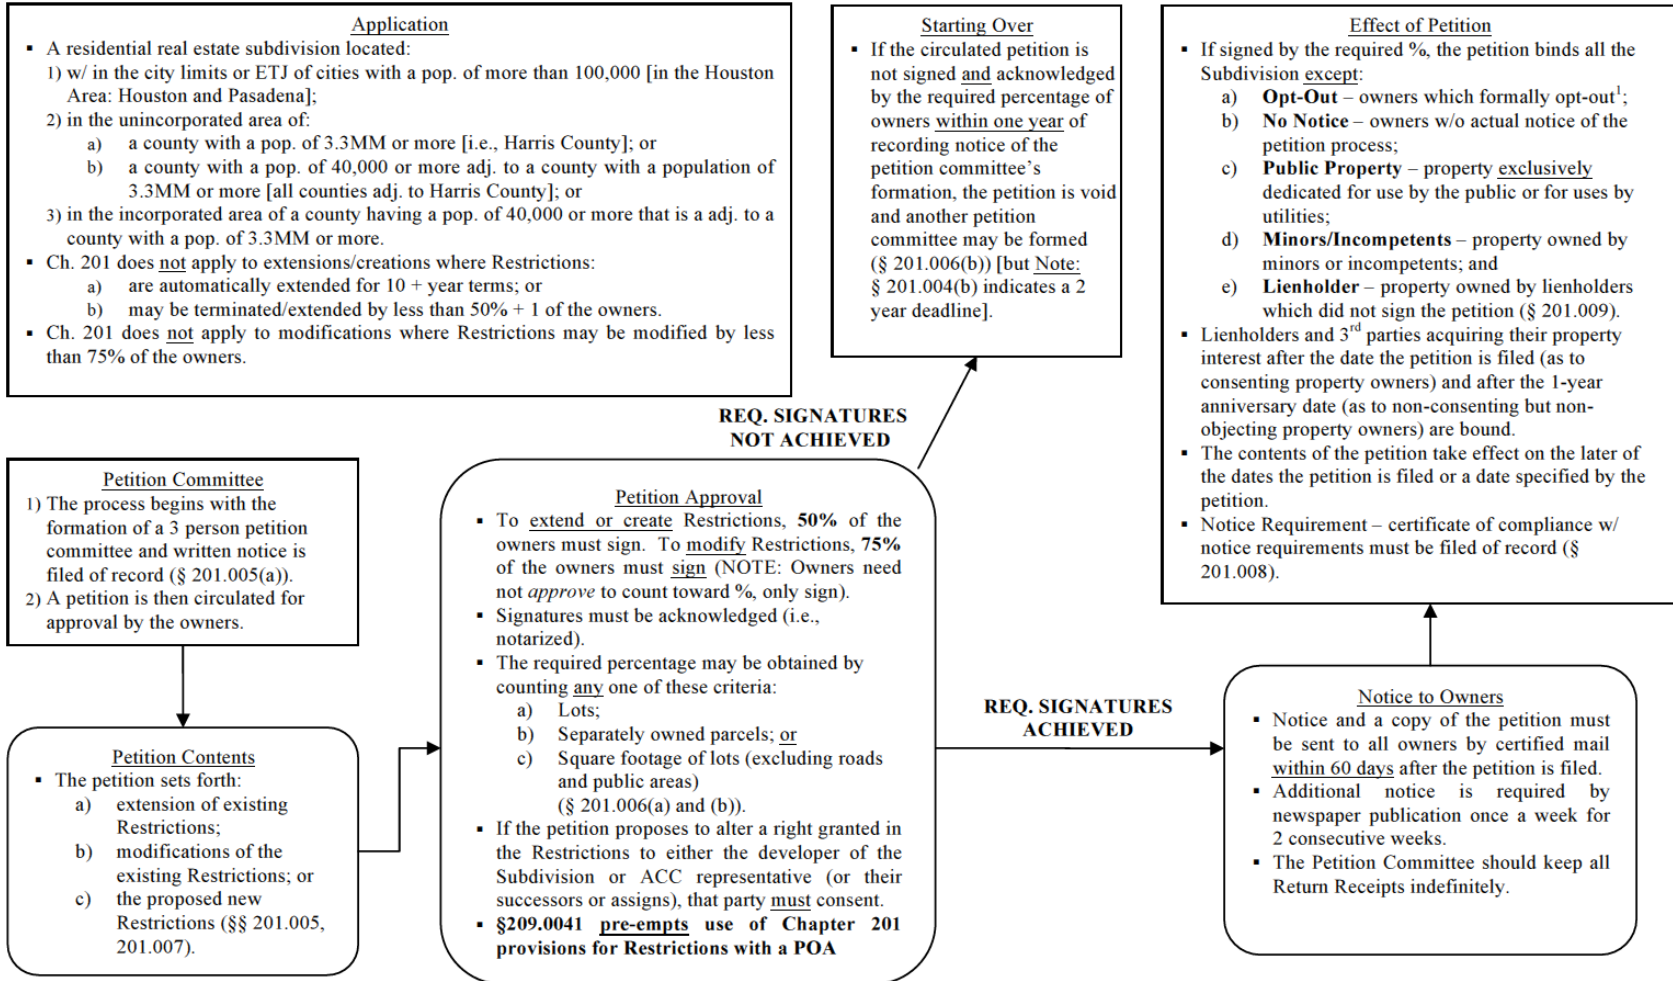 Application
▪ A residential real estate subdivision located:
1) w/ in the city limits or ETJ of cities with a pop. of more than 100,000 [in the Houston
Area: Houston and Pasadena];
2) in the unincorporated area of:
a) a county with a pop. of 3.3MM or more [i.e., Harris County]; or
b) a county with a pop. of 40,000 or more adj. to a county with a population of
3.3MM or more [all counties adj. to Harris County]; or
3) in the incorporated area of a county having a pop. of 40,000 or more that is a adj. to a
county with a pop. of 3.3MM or more.
▪ Ch. 201 does not apply to extensions/creations where Restrictions:
a) are automatically extended for 10 + year terms; or
b) may be terminated/extended by less than 50% + 1 of the owners.
▪ Ch. 201 does not apply to modifications where Restrictions may be modified by less
than 75% of the owners.
Starting Over
▪ If the circulated petition is
not signed and acknowledged
by the required percentage of
owners within one year of
recording notice of the
petition committee's
formation, the petition is void
and another petition
committee may be formed
(§ 201.006(b)) [but Note:
§ 201.004(b) indicates a 2
year deadline].
Effect of Petition
▪ If signed by the required %, the petition binds all the
Subdivision except:
a) Opt-Out – owners which formally opt-out1;
b) No Notice – owners w/o actual notice of the
petition process;
c) Public Property – property exclusively
dedicated for use by the public or for uses by
utilities;
d) Minors/Incompetents – property owned by
minors or incompetents; and
e) Lienholder – property owned by lienholders
which did not sign the petition (§ 201.009).
▪ Lienholders and 3rd parties acquiring their property
interest after the date the petition is filed (as to
consenting property owners) and after the 1-year
anniversary date (as to non-consenting but non-
objecting property owners) are bound.
▪ The contents of the petition take effect on the later of
the dates the petition is filed or a date specified by the
petition.
▪ Notice Requirement – certificate of compliance w/
notice requirements must be filed of record (§
201.008).
REQ. SIGNATURES
NOT ACHIEVED
Petition Committee
1) The process begins with the
formation of a 3 person petition
committee and written notice is
filed of record (§ 201.005(a)).
2) A petition is then circulated for
approval by the owners.
Petition Contents
▪ The petition sets forth:
a) extension of existing
Restrictions;
b) modifications of the
existing Restrictions; or
c) the proposed new
Restrictions (§§ 201.005,
201.007).
Petition Approval
▪ To extend or create Restrictions, 50% of the
owners must sign. To modify Restrictions, 75%
of the owners must sign (NOTE: Owners need
not approve to count toward %, only sign).
▪ Signatures must be acknowledged (i.e.,
notarized).
▪ The required percentage may be obtained by
counting any one of these criteria:
a) Lots;
b) Separately owned parcels; or
c) Square footage of lots (excluding roads
and public areas)
(§ 201.006(a) and (b)).
▪ If the petition proposes to alter a right granted in
the Restrictions to either the developer of the
Subdivision or ACC representative (or their
successors or assigns), that party must consent.
▪ §209.0041 pre-empts use of Chapter 201
provisions for Restrictions with a POA
REQ. SIGNATURES
ACHIEVED
Notice to Owners
▪ Notice and a copy of the petition must
be sent to all owners by certified mail
within 60 days after the petition is filed.
▪ Additional notice is required by
newspaper publication once a week for
2 consecutive weeks.
▪ The Petition Committee should keep all
Return Receipts indefinitely.